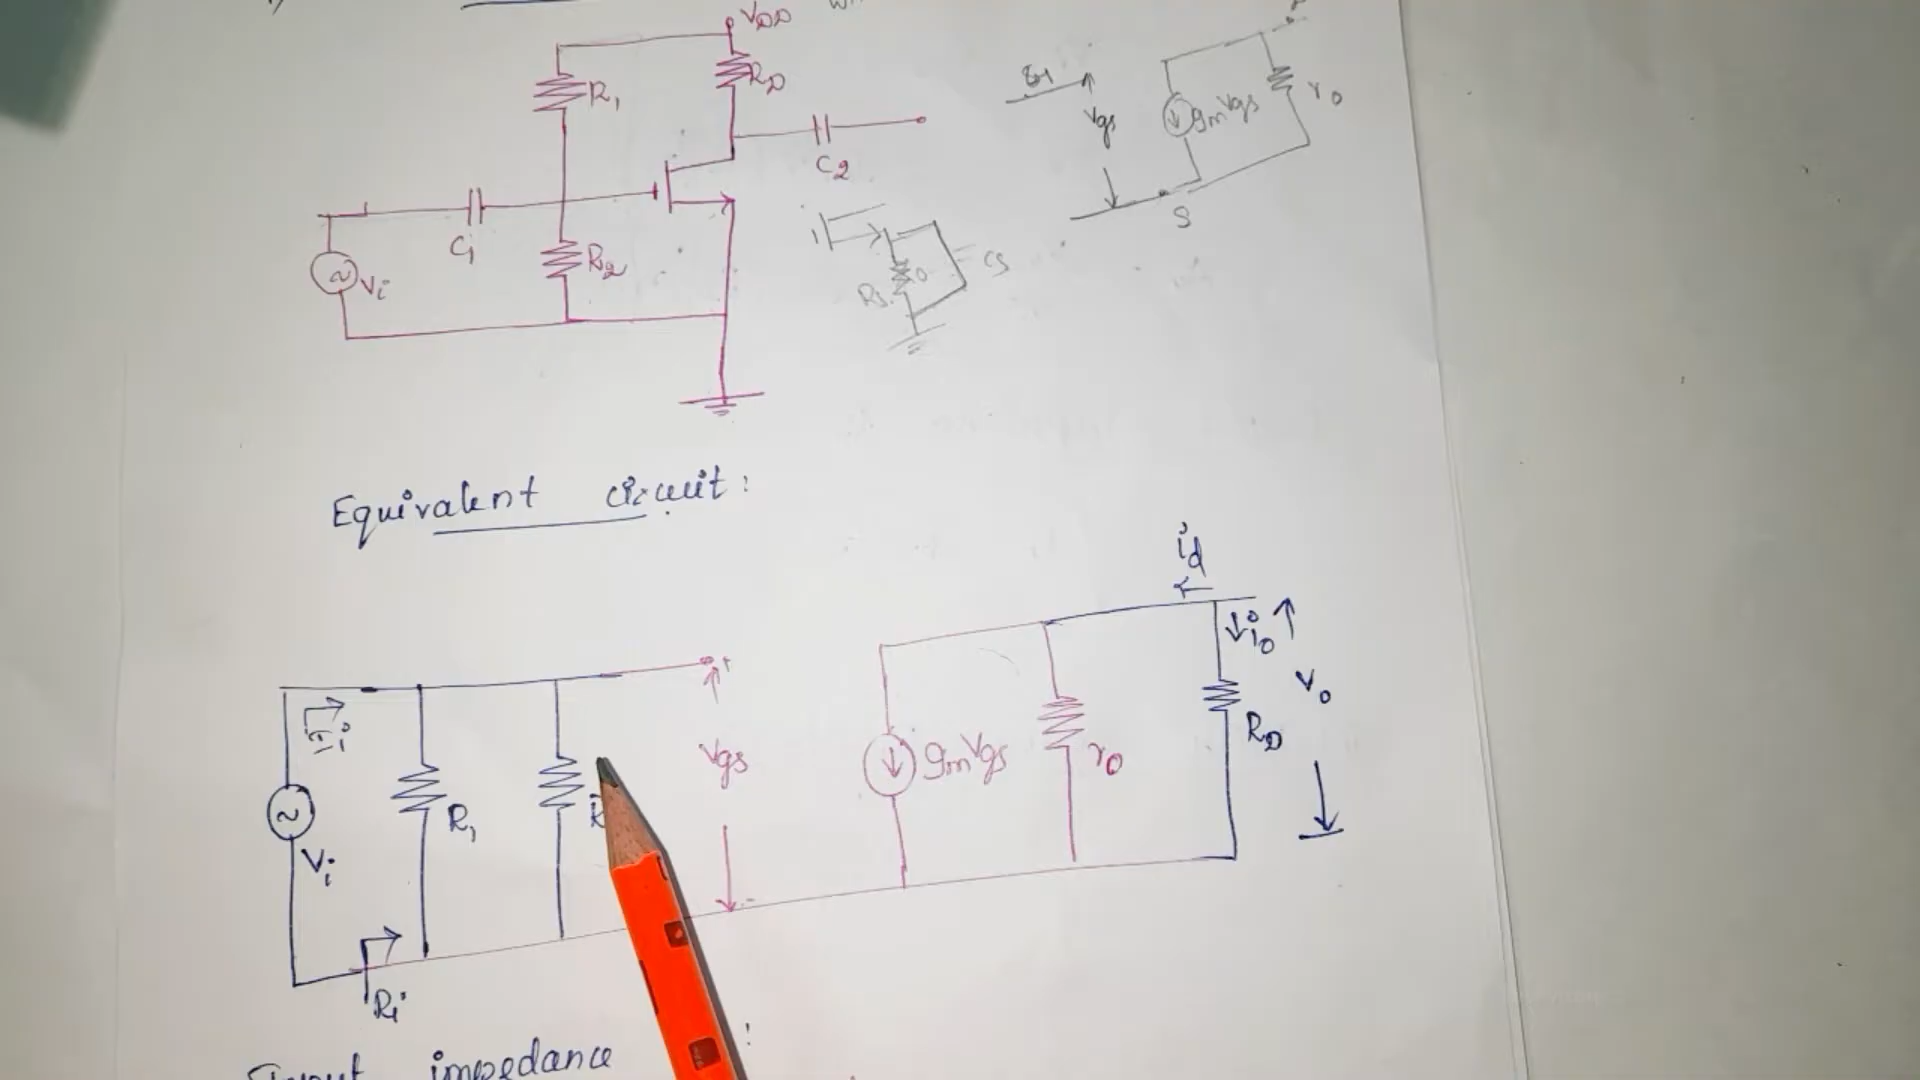 VDD
R1
RD
C2
C1
R2
Vi
Rs
Cs
Vgs
gmVgs
ro
S
Equivalent circuit:
id
io
Vo
ii
Vgs
gmVgs
ro
RD
R1
Vi
Ri
impedance :